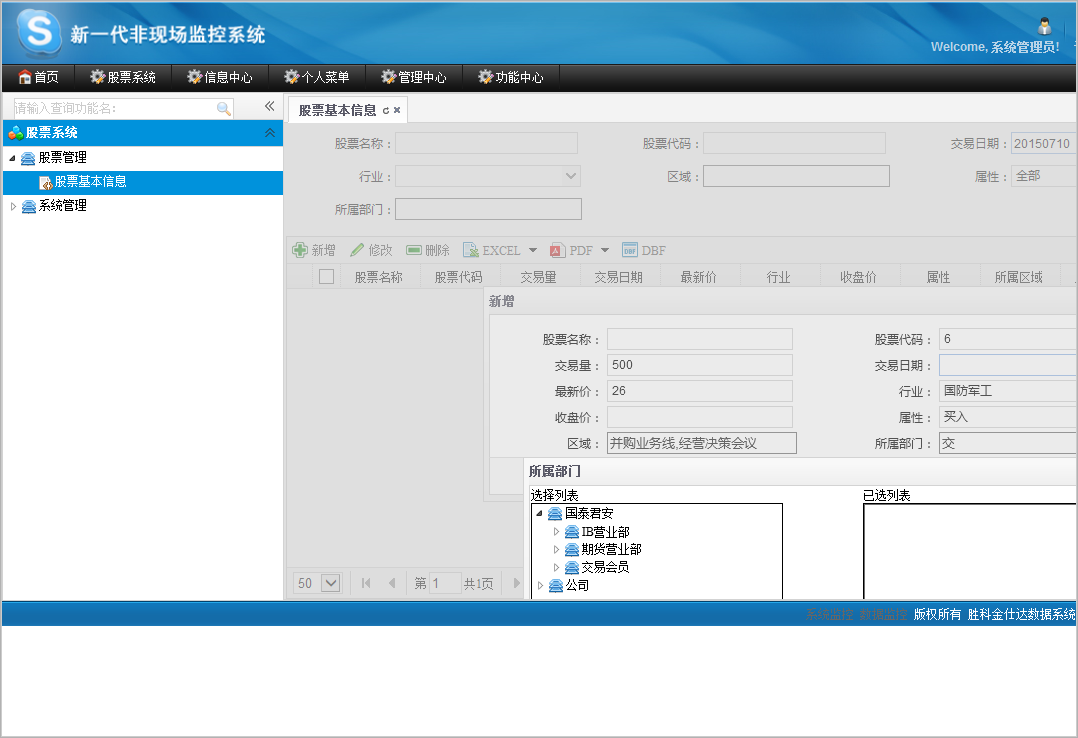 新一代非现场监控系统
Welcome, 系统管理员!
首页 股票系统 信息中心 个人菜单 管理中心 功能中心
请输入查询功能名:
股票系统
股票管理
股票基本信息
系统管理
股票基本信息
股票名称： 股票代码： 交易日期： 20150710
行业： 区域： 属性： 全部
所属部门：
新增 修改 删除 EXCEL PDF DBF
股票名称 股票代码 交易量 交易日期 最新价 行业 收盘价 属性 所属区域
新增
股票名称： 股票代码： 6
交易量： 500 交易日期：
最新价： 26 行业： 国防军工
收盘价： 属性： 买入
区域： 并购业务线,经营决策会议 所属部门： 交
所属部门
选择列表 已选列表
国泰君安
IB营业部
期货营业部
交易会员
公司
50 第 1 共1页
系统监控 数据监控 版权所有 胜科金仕达数据系统